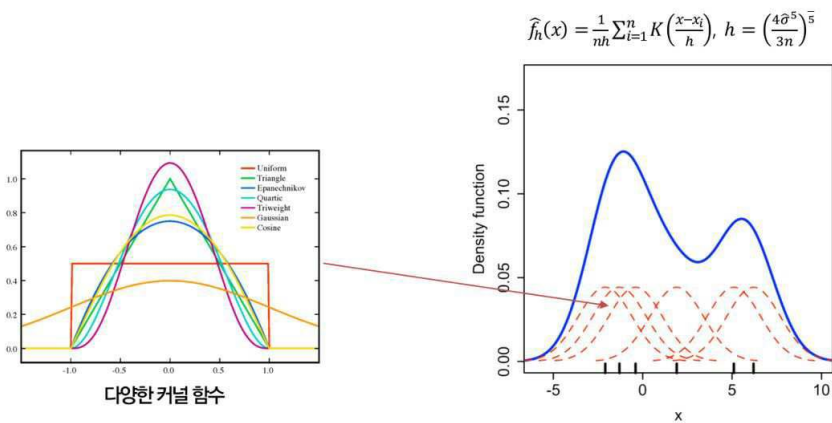 f̂ₕ(x) = 1/nh ∑ⁿᵢ₌₁ K((x−xᵢ)/h), h = (4σ̂⁵/3n)^(‾5)
0.15
0.10
0.05
0.00
Density function
-5 0 5 10
x
1.0
0.8
0.6
0.4
0.2
0.0
Uniform
Triangle
Epanechnikov
Quartic
Triweight
Gaussian
Cosine
-1.0 -0.5 0.0 0.5 1.0
다양한 커널 함수